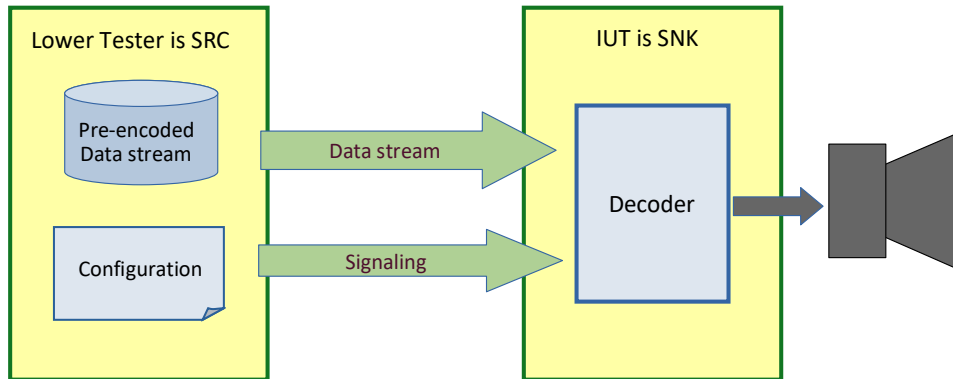 Lower Tester is SRC
IUT is SNK
Pre-encoded
Data stream
Data stream
Decoder
Configuration
Signaling